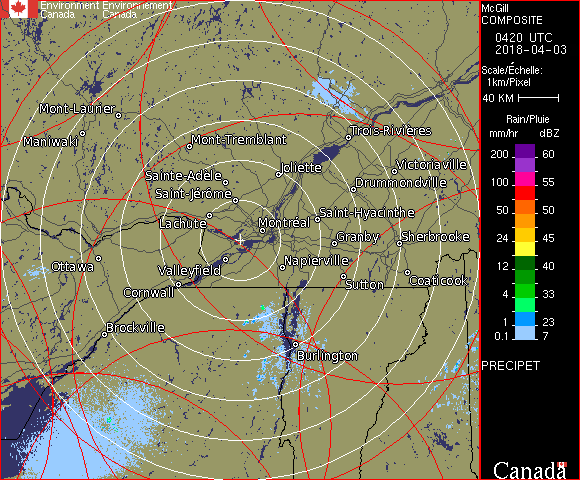 Environment Environnement
Canada Canada
McGill
COMPOSITE
0420 UTC
2018-04-03
Scale/Échelle:
1km/Pixel
40 KM
Rain/Pluie
mm/hr dBZ
200 60
150 55
100 55
50 50
24 45
12 40
4 33
1 23
0.1 7
PRECIPET
Canada
Mont-Laurier
Maniwaki
Mont-Tremblant
Trois-Rivières
Joliette
Victoriaville
Sainte-Adèle
Drummondville
Saint-Jérôme
Saint-Hyacinthe
Lachute
Montréal
Granby
Sherbrooke
Ottawa
Valleyfield
Napierville
Cornwall
Sutton
Coaticook
Brockville
Burlington